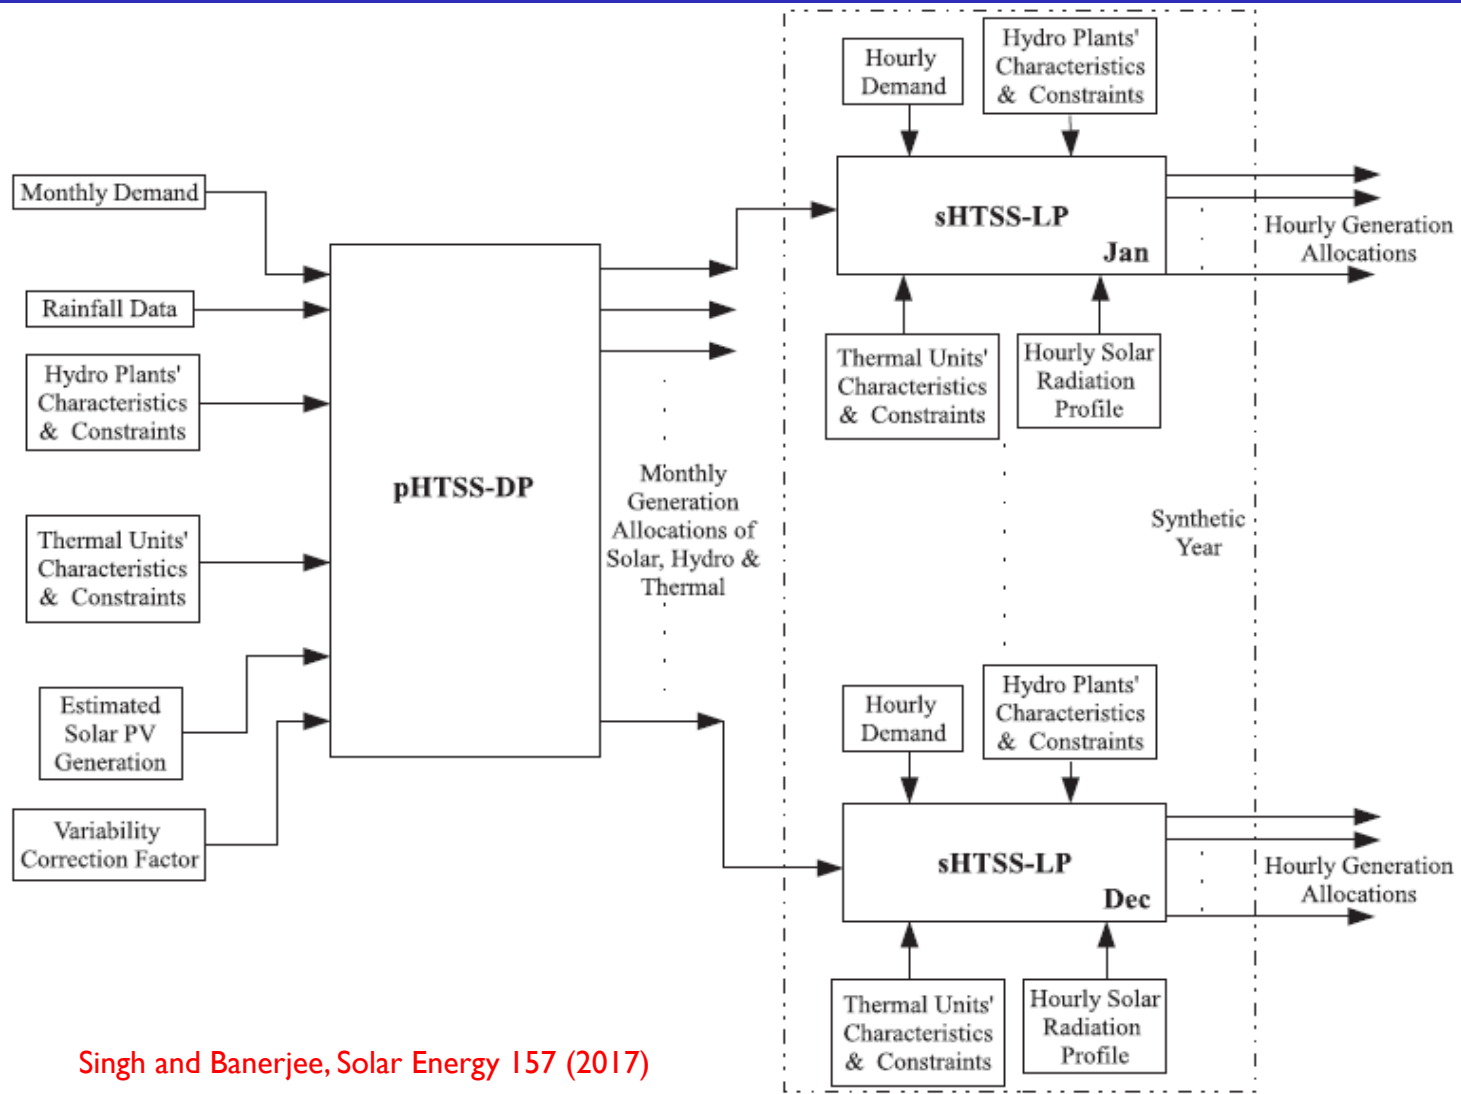 Monthly Demand
Rainfall Data
Hydro Plants'
Characteristics
& Constraints
Thermal Units'
Characteristics
& Constraints
Estimated
Solar PV
Generation
Variability
Correction Factor
pHTSS-DP
Monthly
Generation
Allocations of
Solar, Hydro &
Thermal
Hourly
Demand
Hydro Plants'
Characteristics
& Constraints
sHTSS-LP
Jan
Thermal Units'
Characteristics
& Constraints
Hourly Solar
Radiation
Profile
Hourly Generation
Allocations
Synthetic
Year
Hourly
Demand
Hydro Plants'
Characteristics
& Constraints
sHTSS-LP
Dec
Thermal Units'
Characteristics
& Constraints
Hourly Solar
Radiation
Profile
Hourly Generation
Allocations
Singh and Banerjee, Solar Energy 157 (2017)